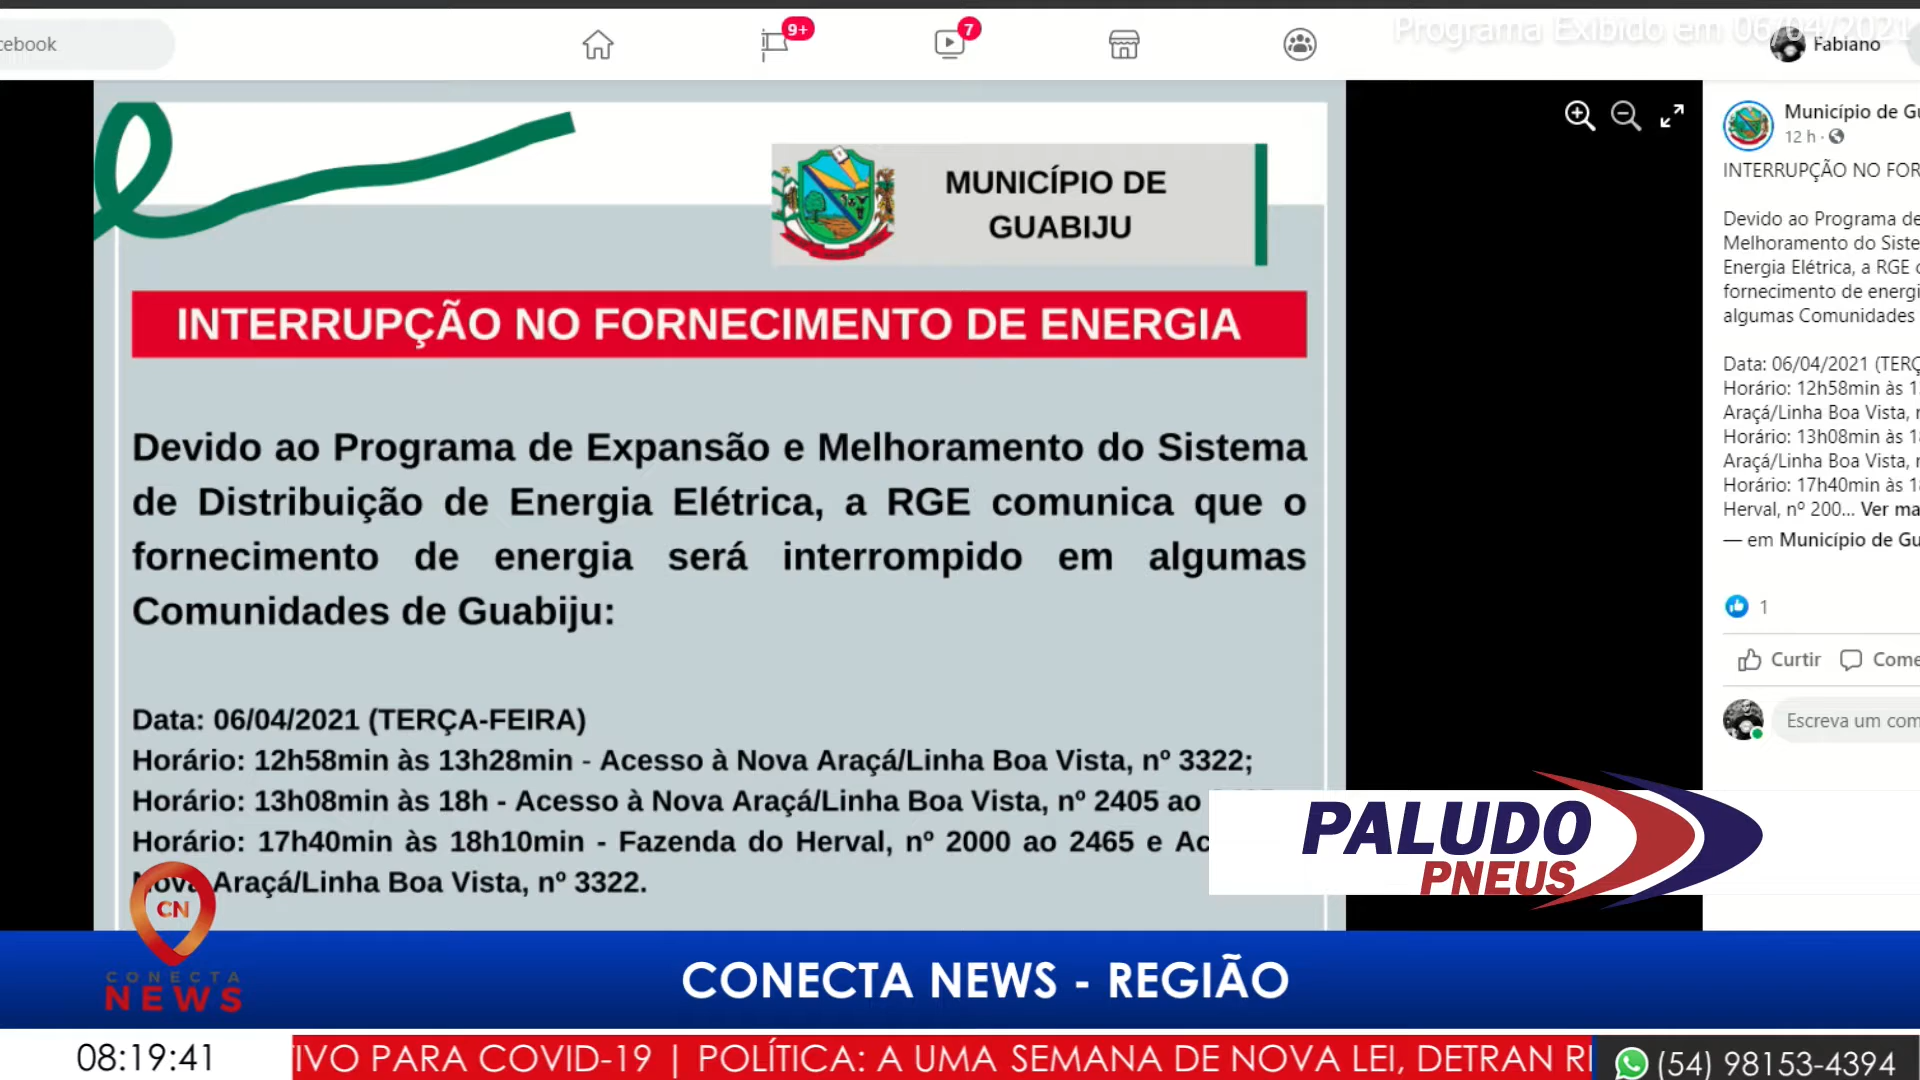 cebook
9+
7
Programa Exibido em 06/04/2021
Fabiano
MUNICÍPIO DE
GUABIJU
INTERRUPÇÃO NO FORNECIMENTO DE ENERGIA
Devido ao Programa de Expansão e Melhoramento do Sistema
de Distribuição de Energia Elétrica, a RGE comunica que o
fornecimento de energia será interrompido em algumas
Comunidades de Guabiju:
Data: 06/04/2021 (TERÇA-FEIRA)
Horário: 12h58min às 13h28min - Acesso à Nova Araçá/Linha Boa Vista, nº 3322;
Horário: 13h08min às 18h - Acesso à Nova Araçá/Linha Boa Vista, nº 2405 ao
Horário: 17h40min às 18h10min - Fazenda do Herval, nº 2000 ao 2465 e Ac
Nova Araçá/Linha Boa Vista, nº 3322.
Município de Gu
12 h ·
INTERRUPÇÃO NO FOR
Devido ao Programa de
Melhoramento do Siste
Energia Elétrica, a RGE
fornecimento de energi
algumas Comunidades
Data: 06/04/2021 (TERÇ
Horário: 12h58min às 1
Araçá/Linha Boa Vista,
Horário: 13h08min às 18
Araçá/Linha Boa Vista,
Horário: 17h40min às 18
Herval, nº 200... Ver ma
— em Município de Gu
1
Curtir Come
Escreva um com
PALUDO
PNEUS
CN
CONECTA
NEWS
CONECTA NEWS - REGIÃO
08:19:41
TIVO PARA COVID-19 | POLÍTICA: A UMA SEMANA DE NOVA LEI, DETRAN R
(54) 98153-4394